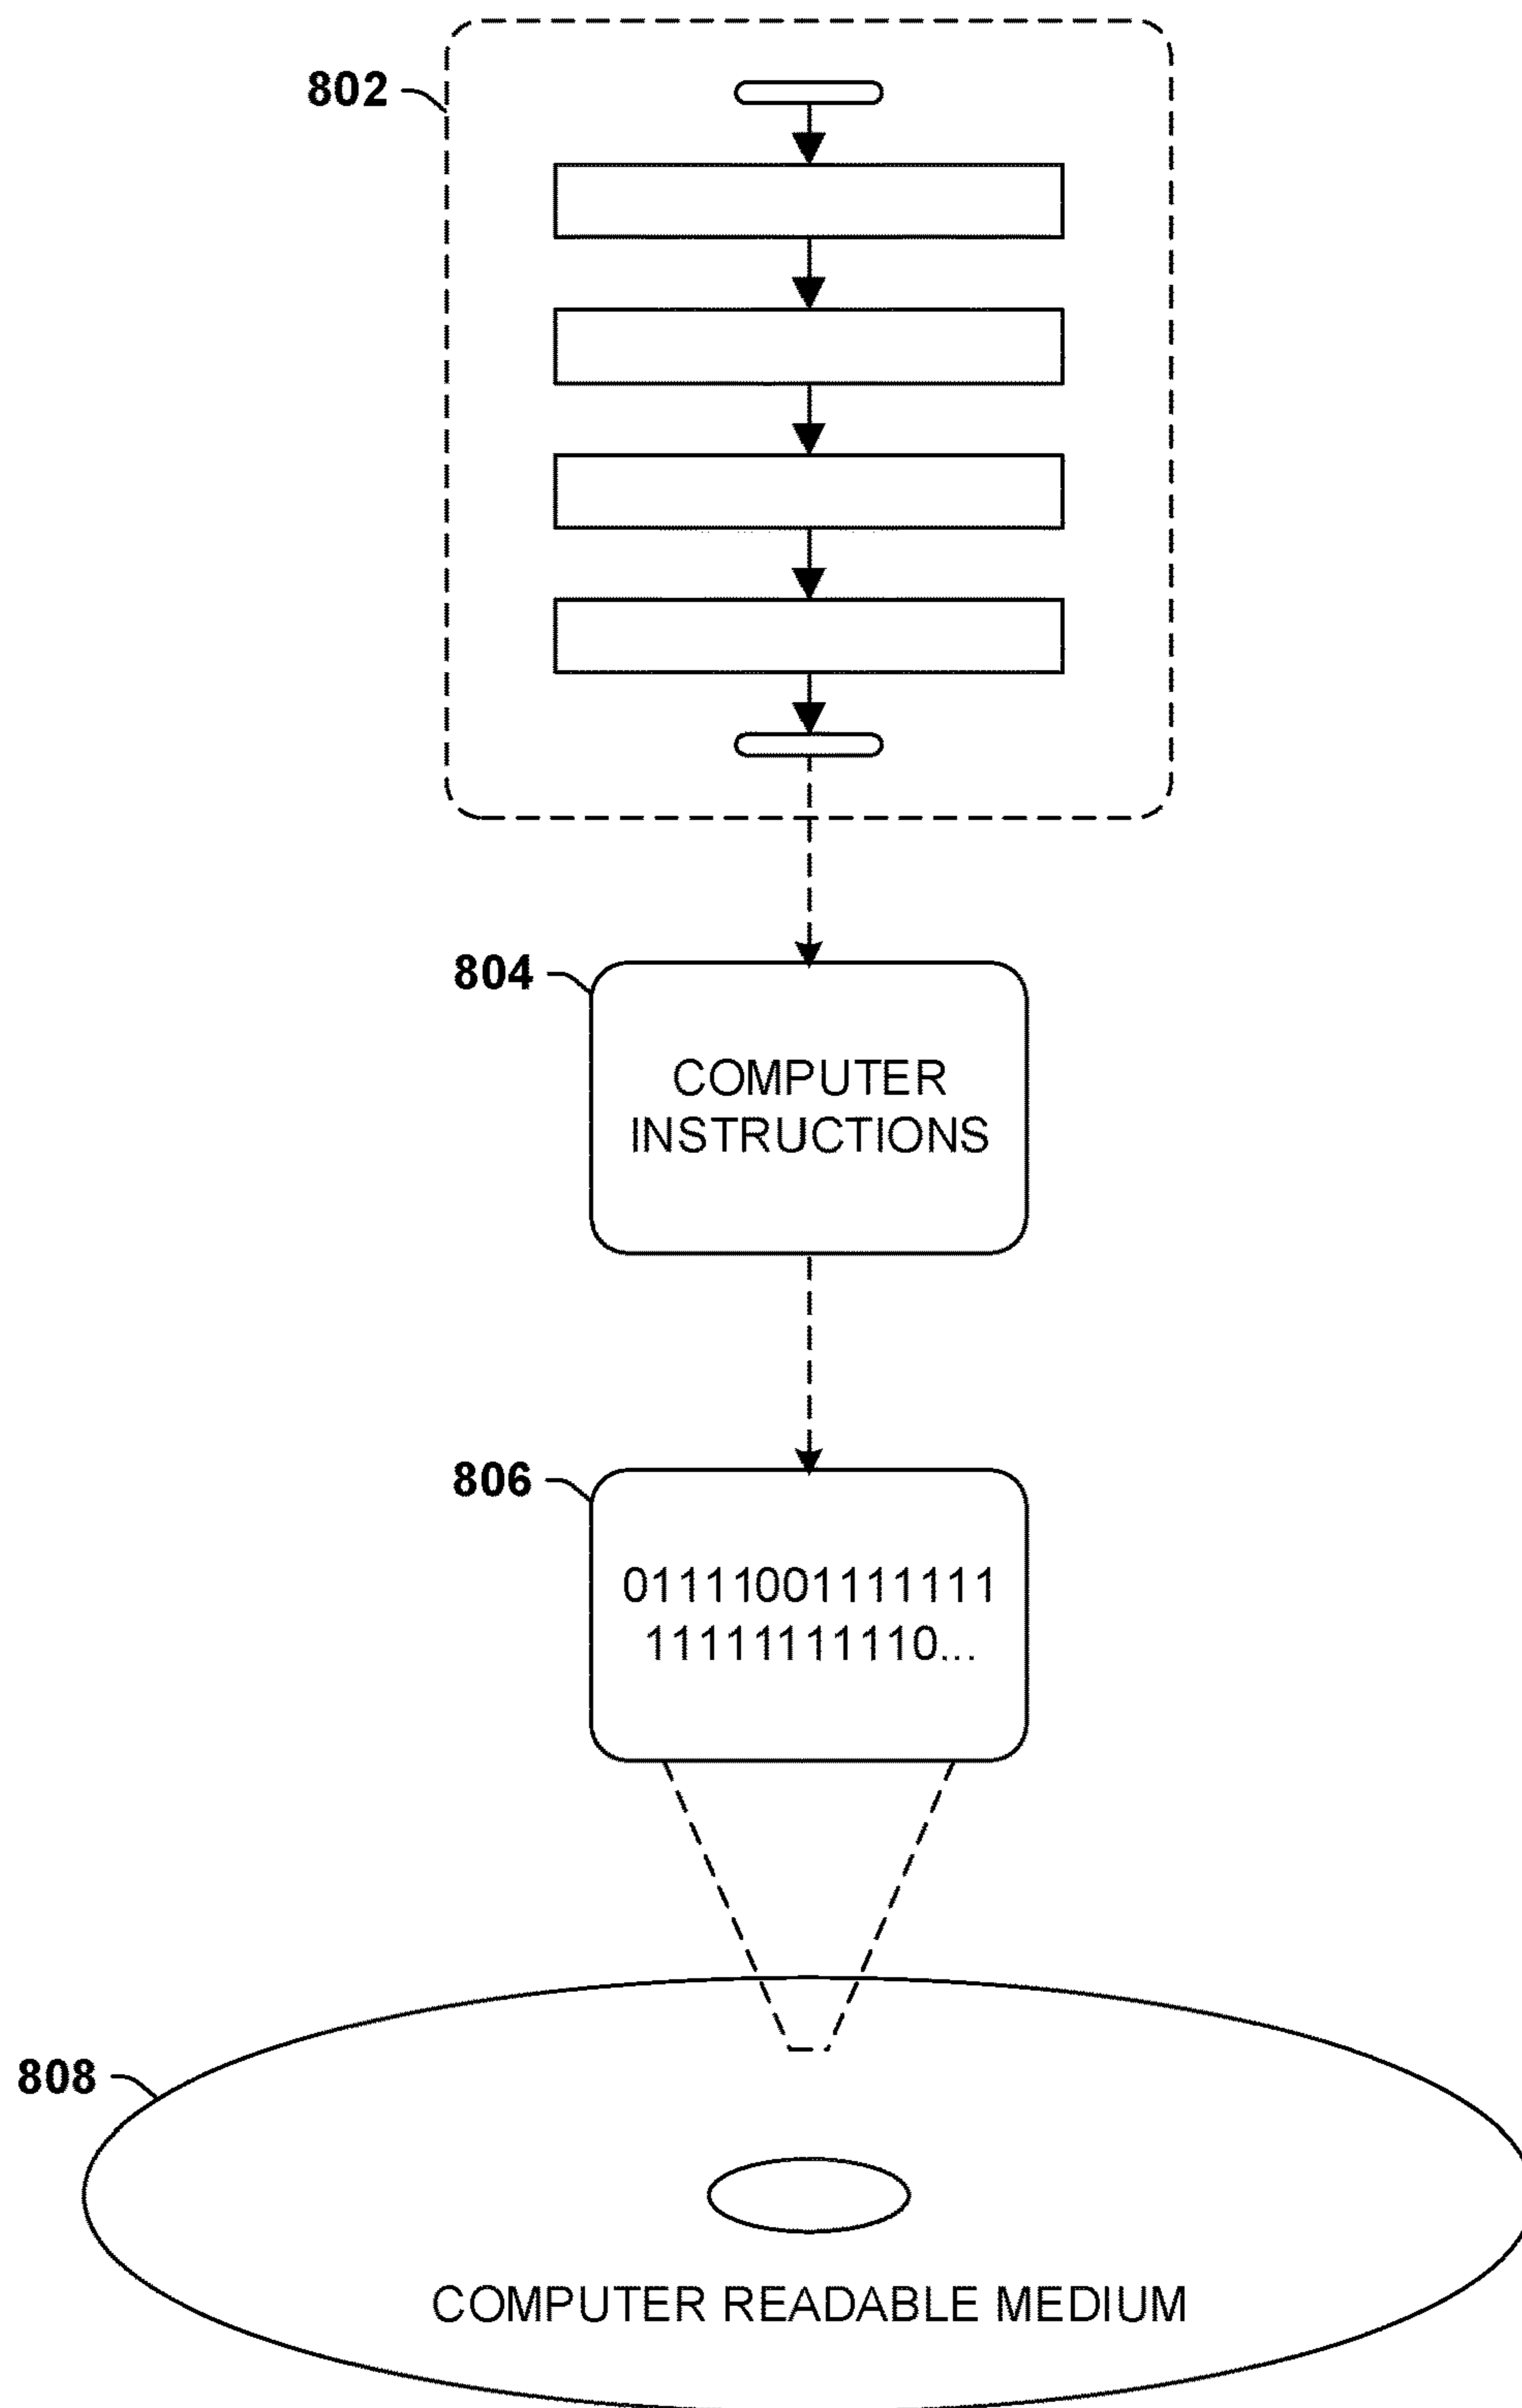 802
804
COMPUTER
INSTRUCTIONS
806
01111001111111
11111111110...
808
COMPUTER READABLE MEDIUM